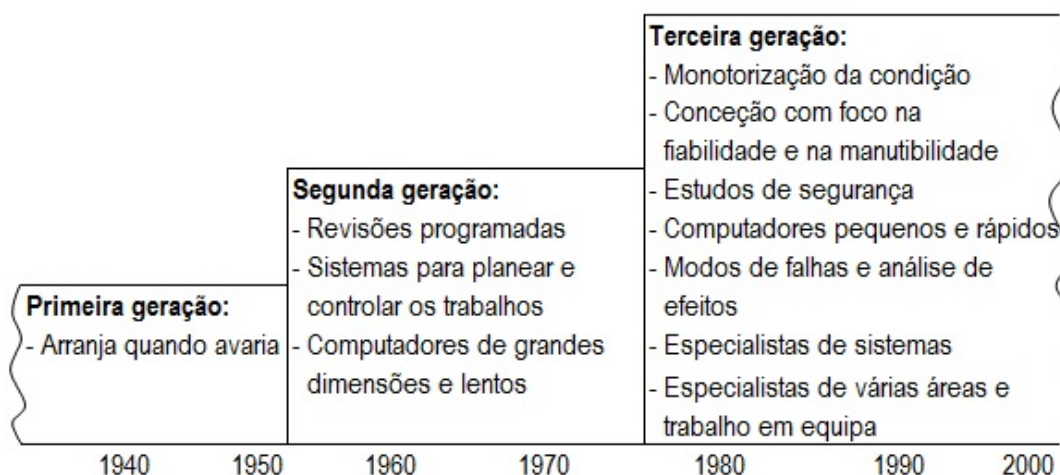 Primeira geração:
- Arranja quando avaria
Segunda geração:
- Revisões programadas
- Sistemas para planear e
controlar os trabalhos
- Computadores de grandes
dimensões e lentos
Terceira geração:
- Monotorização da condição
- Conceção com foco na
fiabilidade e na manutibilidade
- Estudos de segurança
- Computadores pequenos e rápidos
- Modos de falhas e análise de
efeitos
- Especialistas de sistemas
- Especialistas de várias áreas e
trabalho em equipa
1940 1950 1960 1970 1980 1990 2000